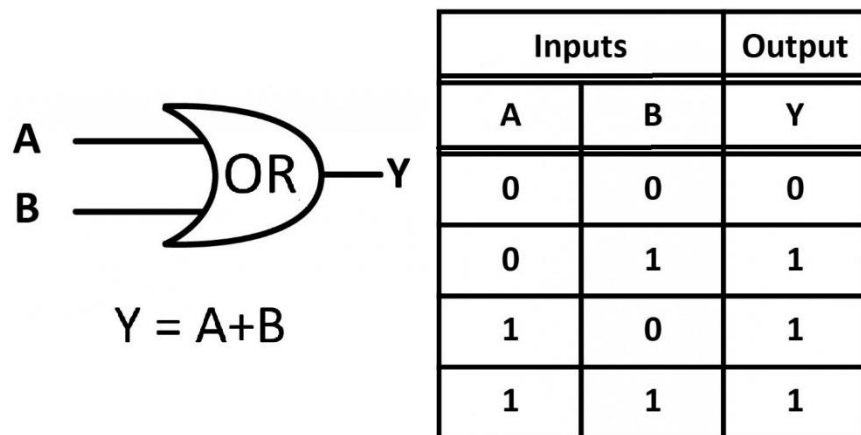 A
B
OR
Y
Y = A+B
Inputs Output
A B Y
0 0 0
0 1 1
1 0 1
1 1 1